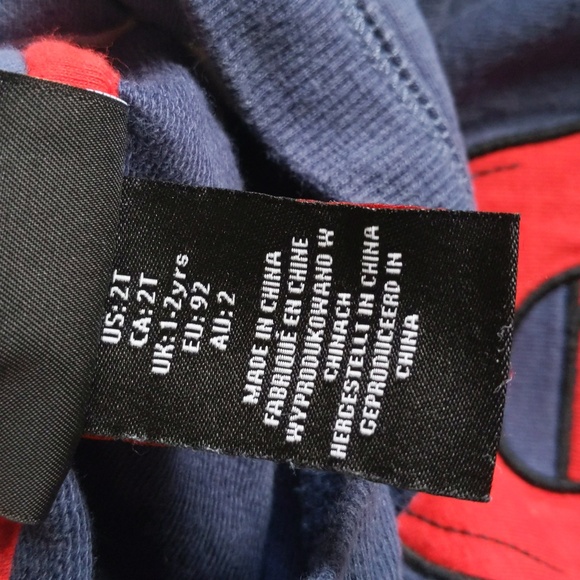 US: 2T
CA: 2T
UK: 1-2yrs
EU: 92
AU: 2
MADE IN CHINA
FABRIQUÉ EN CHINE
WYPRODUKOWANO W
CHINACH
HERGESTELLT IN CHINA
GEPRODUCEERD IN
CHINA